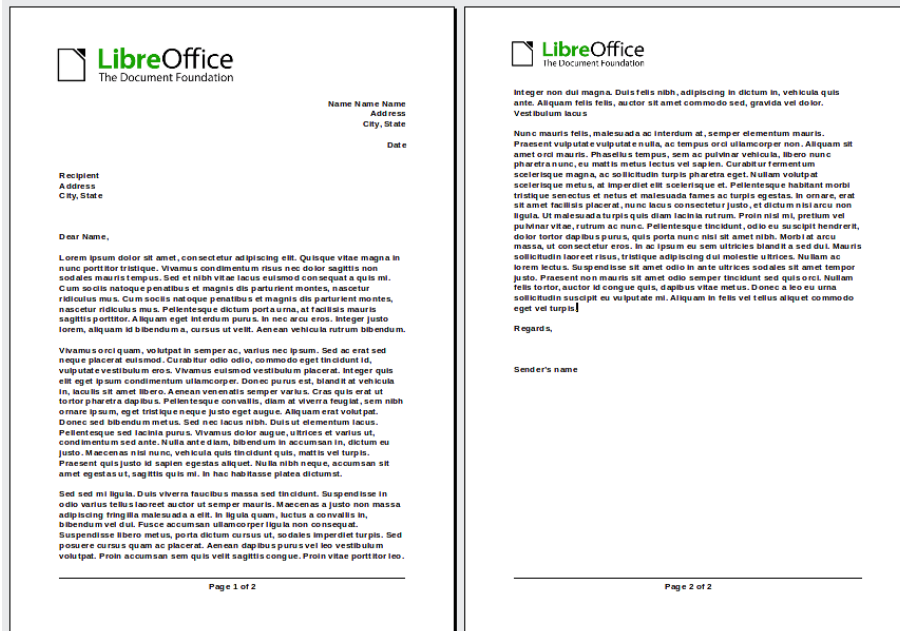 LibreOffice
The Document Foundation
Name Name Name
Address
City, State
Date
Recipient
Address
City, State
Dear Name,
Lorem ipsum dolor sit amet, consectetur adipiscing elit. Quisque vitae magna in
nunc porttitor tristique. Vivamus condimentum risus nec dolor sagittis non
sodales mauris tempus. Sed et nibh vitae lacus euismod consequat a quis mi.
Cum sociis natoque penatibus et magnis dis parturient montes, nascetur
ridiculus mus. Cum sociis natoque penatibus et magnis dis parturient montes,
nascetur ridiculus mus. Pellentesque dictum porta urna, at facilisis mauris
sagittis porttitor. Aliquam eget interdum purus. In nec arcu eros. Integer justo
lorem, aliquam id bibendum a, cursus ut velit. Aenean vehicula rutrum bibendum.
Vivamus orci quam, volutpat in semper ac, varius nec ipsum. Sed ac erat sed
neque placerat euismod. Curabitur odio odio, commodo eget tincidunt id,
vulputate vestibulum eros. Vivamus euismod vestibulum placerat. Integer quis
elit eget ipsum condimentum ullamcorper. Donec purus est, blandit at vehicula
in, iaculis sit amet libero. Aenean venenatis semper varius. Cras quis erat ut
tortor pharetra dapibus. Pellentesque convallis, diam at viverra feugiat, sem nibh
ornare ipsum, eget tristique neque justo eget augue. Aliquam erat volutpat.
Donec sed bibendum metus. Sed nec lacus nibh. Duis ut elementum lacus.
Pellentesque sed lacinia purus. Vivamus dolor augue, ultrices et varius ut,
condimentum sed ante. Nulla ante diam, bibendum in accumsan in, dictum eu
justo. Maecenas nisl nunc, vehicula quis tincidunt quis, mattis vel turpis.
Praesent quis justo id sapien egestas aliquet. Nulla nibh neque, accumsan sit
amet egestas ut, sagittis quis mi. In hac habitasse platea dictumst.
Sed sed mi ligula. Duis viverra faucibus massa sed tincidunt. Suspendisse in
odio varius tellus laoreet auctor ut semper mauris. Maecenas a justo non massa
adipiscing fringilla malesuada a elit. In ligula quam, luctus a convallis in,
bibendum vel dui. Fusce accumsan ullamcorper ligula non consequat.
Suspendisse libero metus, porta dictum cursus ut, sodales imperdiet turpis. Sed
posuere cursus quam ac placerat. Aenean dapibus purus vel leo vestibulum
volutpat. Proin accumsan sem quis velit sagittis congue. Proin vitae porttitor leo.
Page 1 of 2
LibreOffice
The Document Foundation
Integer non dui magna. Duis felis nibh, adipiscing in dictum in, vehicula quis
ante. Aliquam felis felis, auctor sit amet commodo sed, gravida vel dolor.
Vestibulum lacus
Nunc mauris felis, malesuada ac interdum at, semper elementum mauris.
Praesent vulputate vulputate nulla, ac tempus orci ullamcorper non. Aliquam sit
amet orci mauris. Phasellus tempus, sem ac pulvinar vehicula, libero nunc
pharetra nunc, eu mattis metus lectus vel sapien. Curabitur fermentum
scelerisque magna, ac sollicitudin turpis pharetra eget. Nullam volutpat
scelerisque metus, at imperdiet elit scelerisque et. Pellentesque habitant morbi
tristique senectus et netus et malesuada fames ac turpis egestas. In ornare, erat
sit amet facilisis placerat, nunc lacus consectetur justo, et dictum nisi arcu non
ligula. Ut malesuada turpis quis diam lacinia rutrum. Proin nisl mi, pretium vel
pulvinar vitae, rutrum ac nunc. Pellentesque tincidunt, odio eu suscipit hendrerit,
dolor tortor dapibus purus, quis porta nunc nisi sit amet nibh. Morbi at arcu
massa, ut consectetur eros. In ac ipsum eu sem ultricies blandit a sed dui. Mauris
sollicitudin laoreet risus, tristique adipiscing dui molestie ultrices. Nullam ac
lorem lectus. Suspendisse sit amet odio in ante ultrices sodales sit amet tempor
justo. Praesent mi sit amet odio semper tincidunt sed quis orci. Nullam
felis tortor, auctor id congue quis, dapibus vitae metus. Donec a leo eu urna
sollicitudin suscipit eu vulputate mi. Aliquam in felis vel tellus aliquet commodo
eget vel turpis.
Regards,
Sender's name
Page 2 of 2